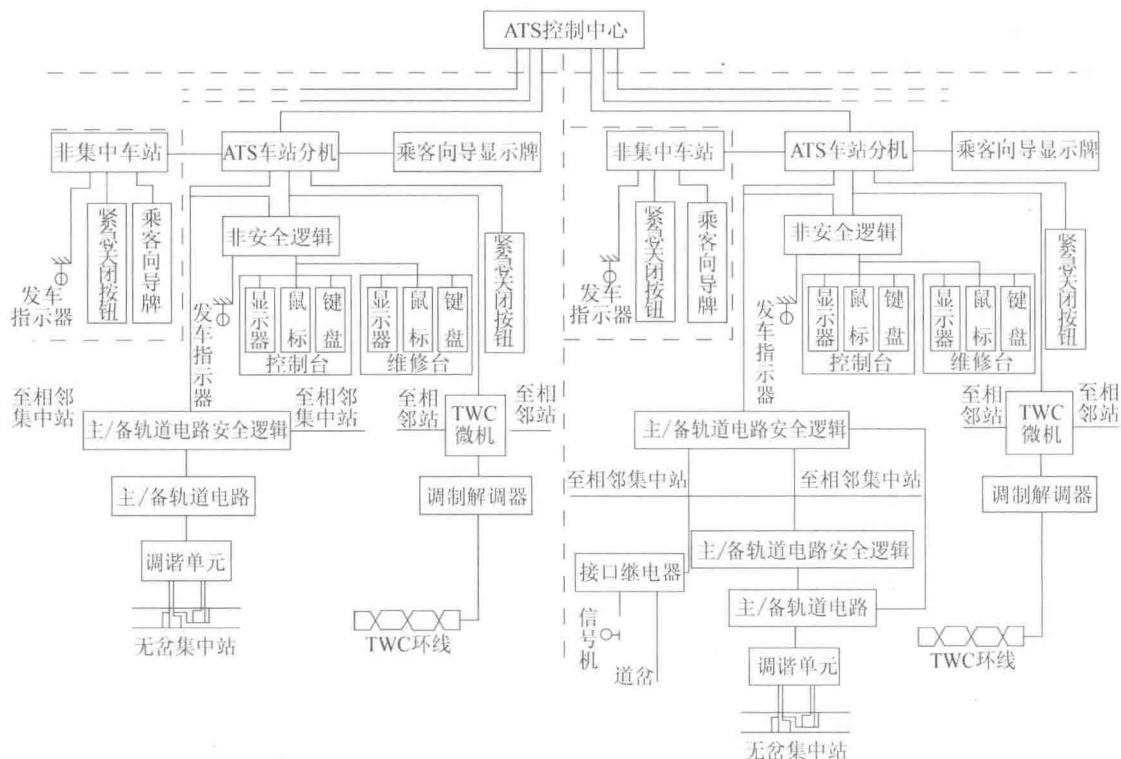 ATS控制中心
非集中车站
ATS车站分机
乘客向导显示牌
非安全逻辑
紧急关闭按钮
乘客向导牌
发车
指示器
发车指示器
显示器
鼠标
键盘
控制台
显示器
鼠标
键盘
维修台
紧急关闭按钮
至相邻
集中站
至相邻
集中站
主/备轨道电路安全逻辑
至相
邻站
TWC
微机
至相
邻站
主/备轨道电路
调制解调器
调谐单元
无岔集中站
TWC环线
非集中车站
ATS车站分机
乘客向导显示牌
非安全逻辑
紧急关闭按钮
乘客向导牌
发车
指示器
发车指示器
显示器
鼠标
键盘
控制台
显示器
鼠标
键盘
维修台
紧急关闭按钮
主/备轨道电路安全逻辑
至相
邻站
TWC
微机
至相
邻站
至相邻集中站
至相邻集中站
调制解调器
主/备轨道电路安全逻辑
接口继电器
主/备轨道电路
信号机
道岔
调谐单元
TWC环线
无岔集中站